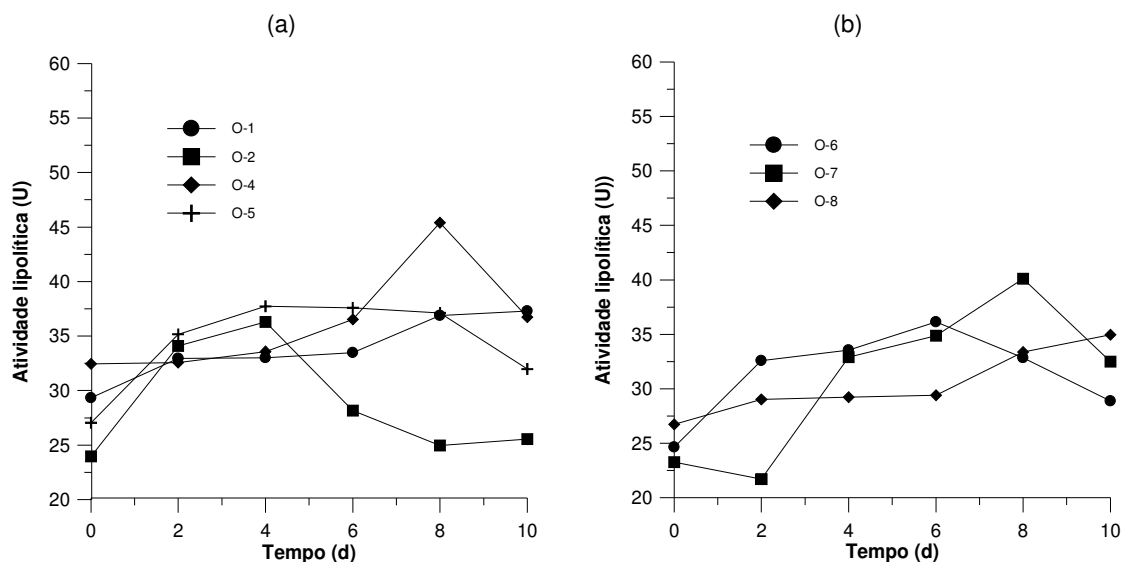 (a)
60
55
50
45
40
35
30
25
20
Atividade lipolítica (U)
O-1
O-2
O-4
O-5
0 2 4 6 8 10
Tempo (d)
(b)
60
55
50
45
40
35
30
25
20
Atividade lipolítica (U))
O-6
O-7
O-8
0 2 4 6 8 10
Tempo (d)